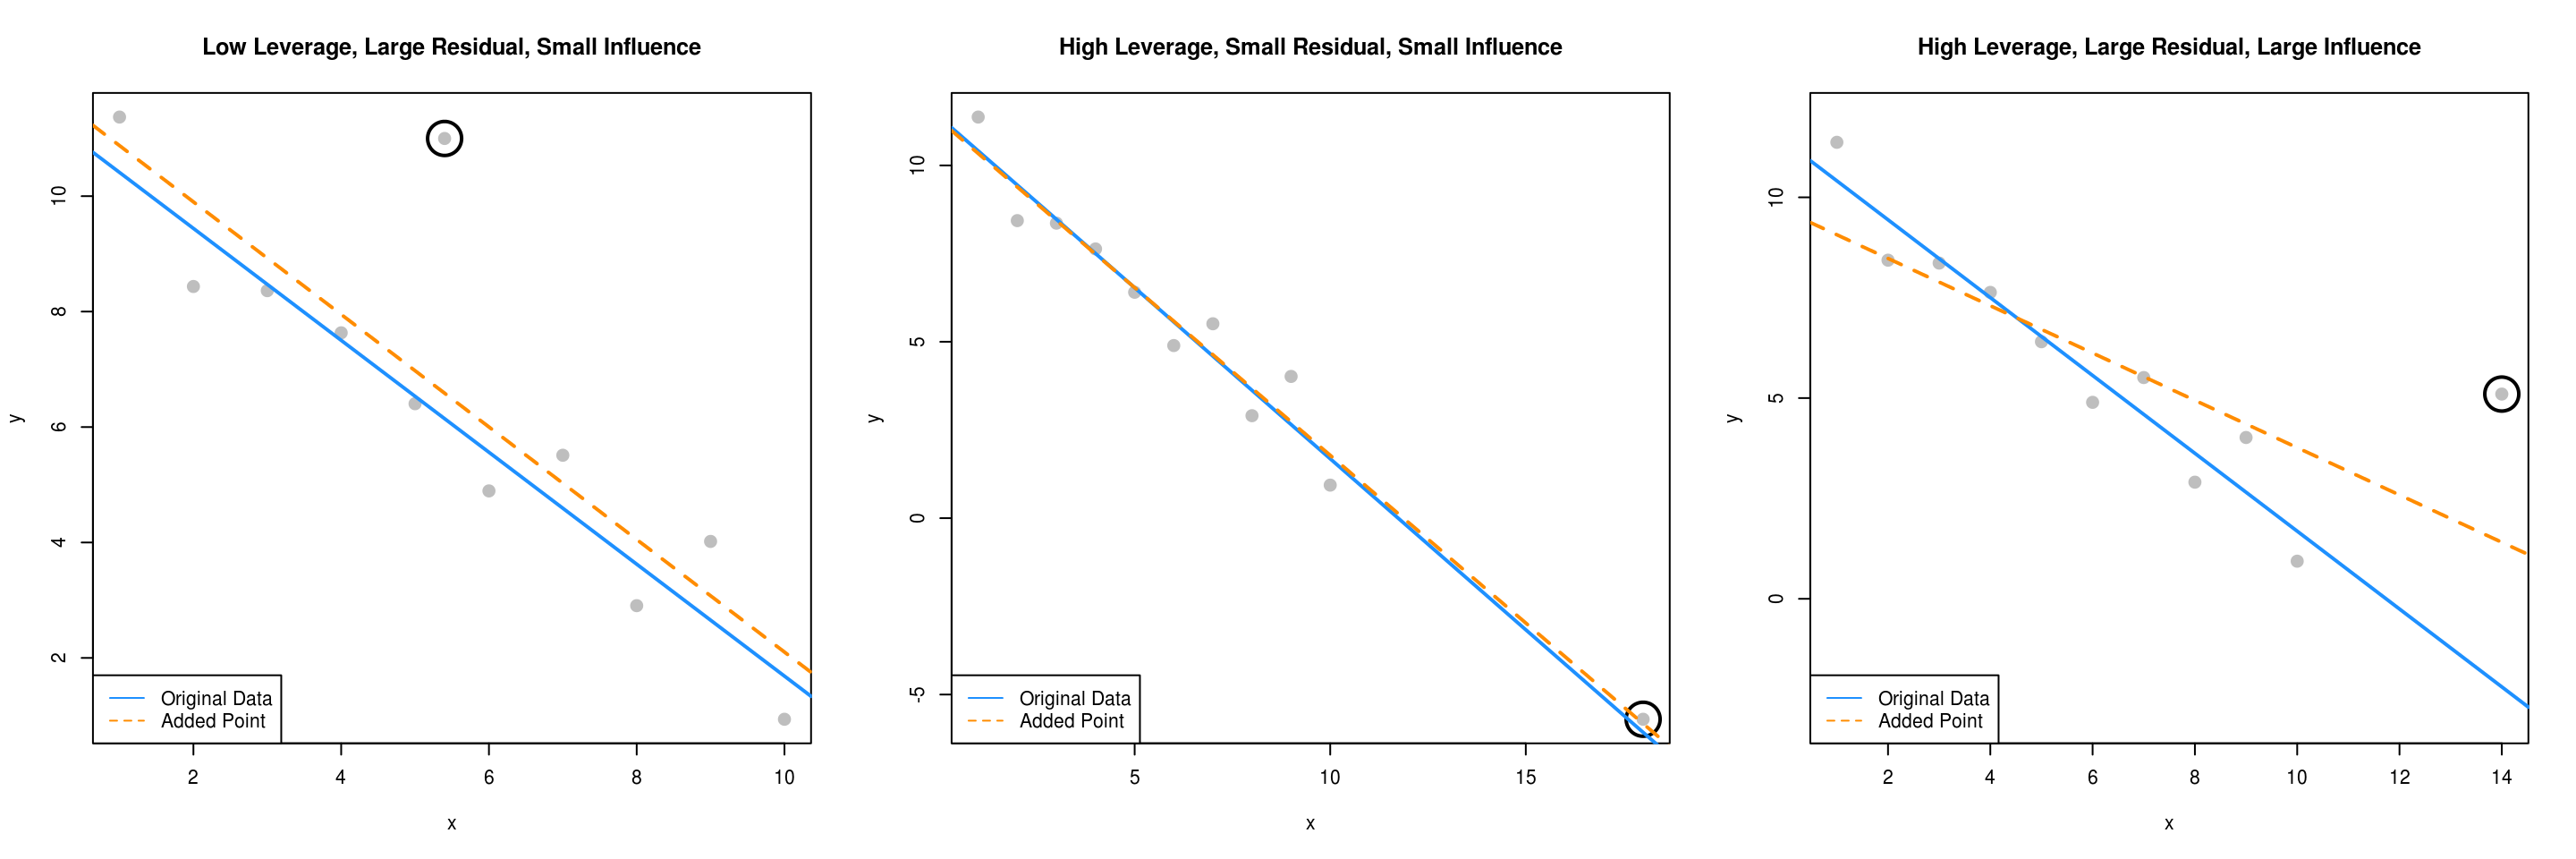 Low Leverage, Large Residual, Small Influence
y
10
8
6
4
2
Original Data
Added Point
2 4 6 8 10
x
High Leverage, Small Residual, Small Influence
y
10
5
0
-5
Original Data
Added Point
5 10 15
x
High Leverage, Large Residual, Large Influence
y
10
5
0
Original Data
Added Point
2 4 6 8 10 12 14
x